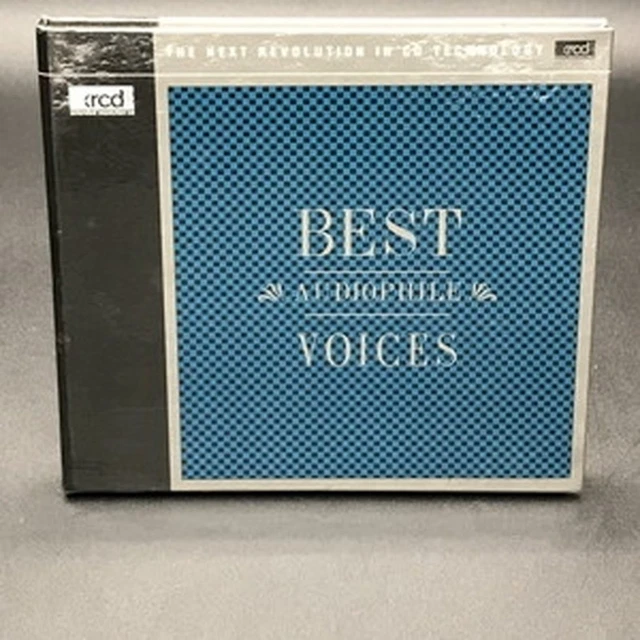 THE NEXT REVOLUTION IN CD TECHNOLOGY
xrcd
xrcd
BEST
AUDIOPHILE
VOICES